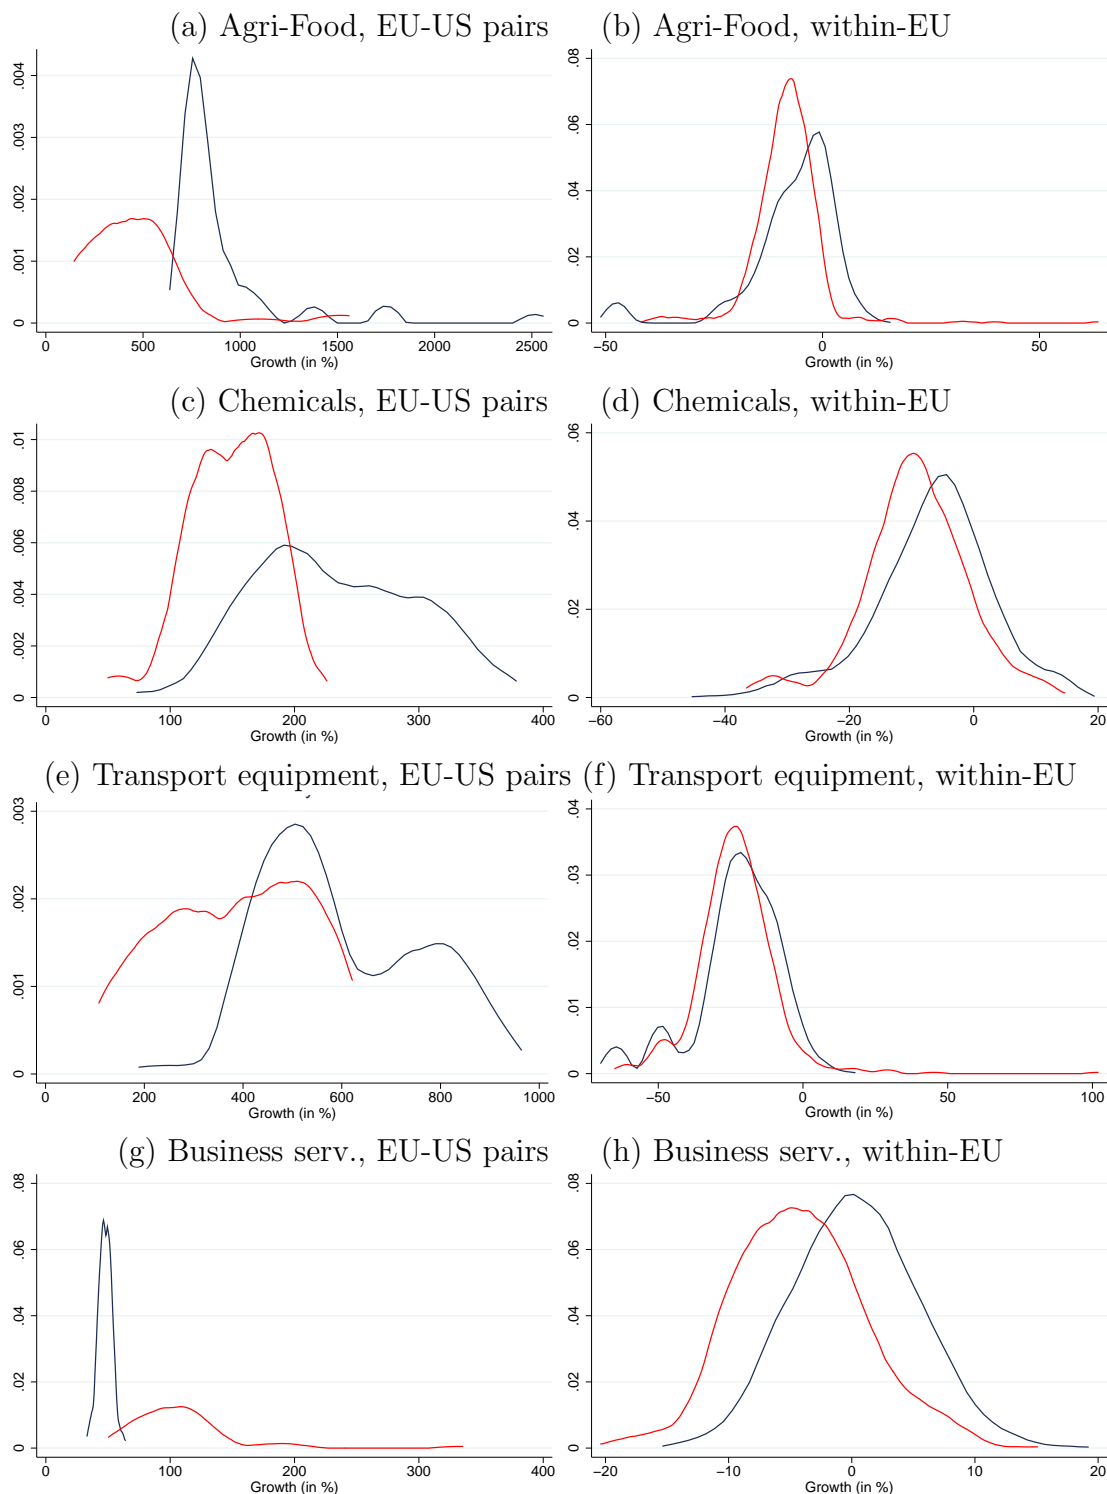 (a) Agri-Food, EU-US pairs
.004
.003
.002
.001
0
0 500 1000 1500 2000 2500
Growth (in %)
(b) Agri-Food, within-EU
.08
.06
.04
.02
0
−50 0 50
Growth (in %)
(c) Chemicals, EU-US pairs
.01
.008
.006
.004
.002
0
0 100 200 300 400
Growth (in %)
(d) Chemicals, within-EU
.06
.04
.02
0
−60 −40 −20 0 20
Growth (in %)
(e) Transport equipment, EU-US pairs
.003
.002
.001
0
0 200 400 600 800 1000
Growth (in %)
(f) Transport equipment, within-EU
.04
.03
.02
.01
0
−50 0 50 100
Growth (in %)
(g) Business serv., EU-US pairs
.08
.06
.04
.02
0
0 100 200 300 400
Growth (in %)
(h) Business serv., within-EU
.08
.06
.04
.02
0
−20 −10 0 10 20
Growth (in %)